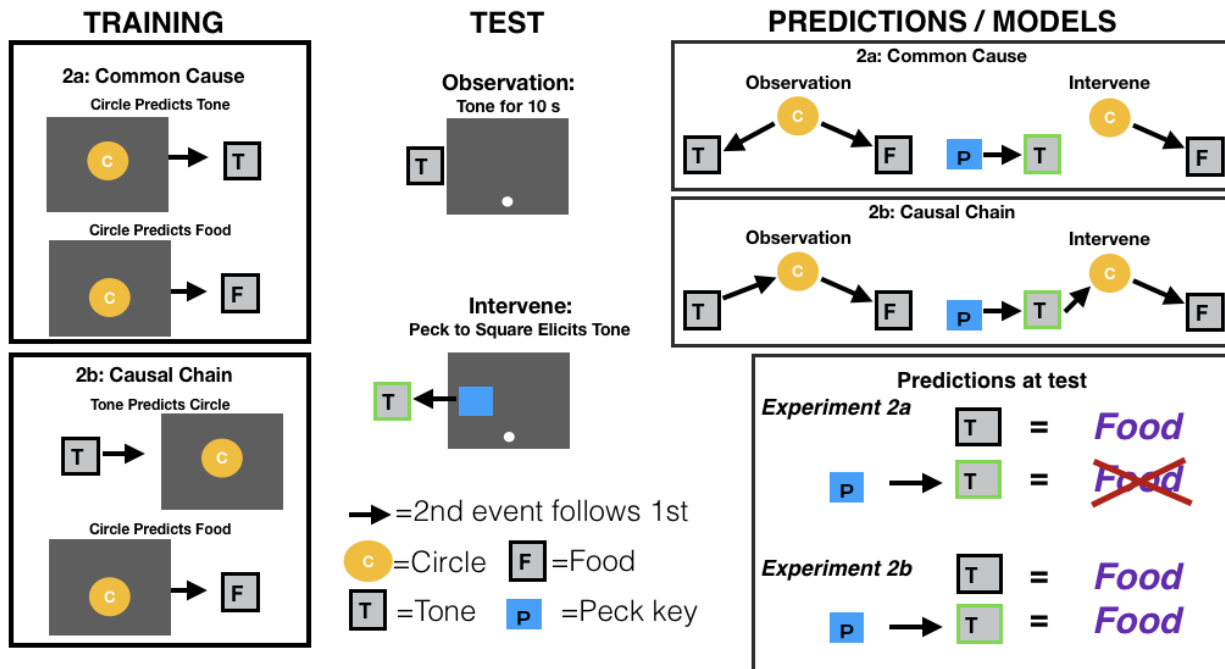 TRAINING
2a: Common Cause
Circle Predicts Tone
C
T
Circle Predicts Food
C
F
2b: Causal Chain
Tone Predicts Circle
T
C
Circle Predicts Food
C
F
TEST
Observation:
Tone for 10 s
T
Intervene:
Peck to Square Elicits Tone
T
=2nd event follows 1st
C =Circle F =Food
T =Tone P =Peck key
PREDICTIONS / MODELS
2a: Common Cause
Observation Intervene
C C
T F P T F
2b: Causal Chain
Observation Intervene
C C
T F P T F
Predictions at test
Experiment 2a
T = Food
P T = Food
Experiment 2b
T = Food
P T = Food